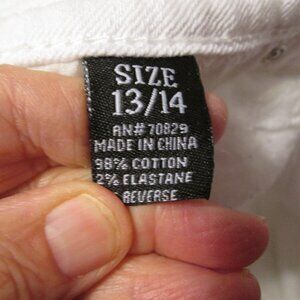 SIZE
13/14
RN# 70829
MADE IN CHINA
98% COTTON
2% ELASTANE
REVERSE